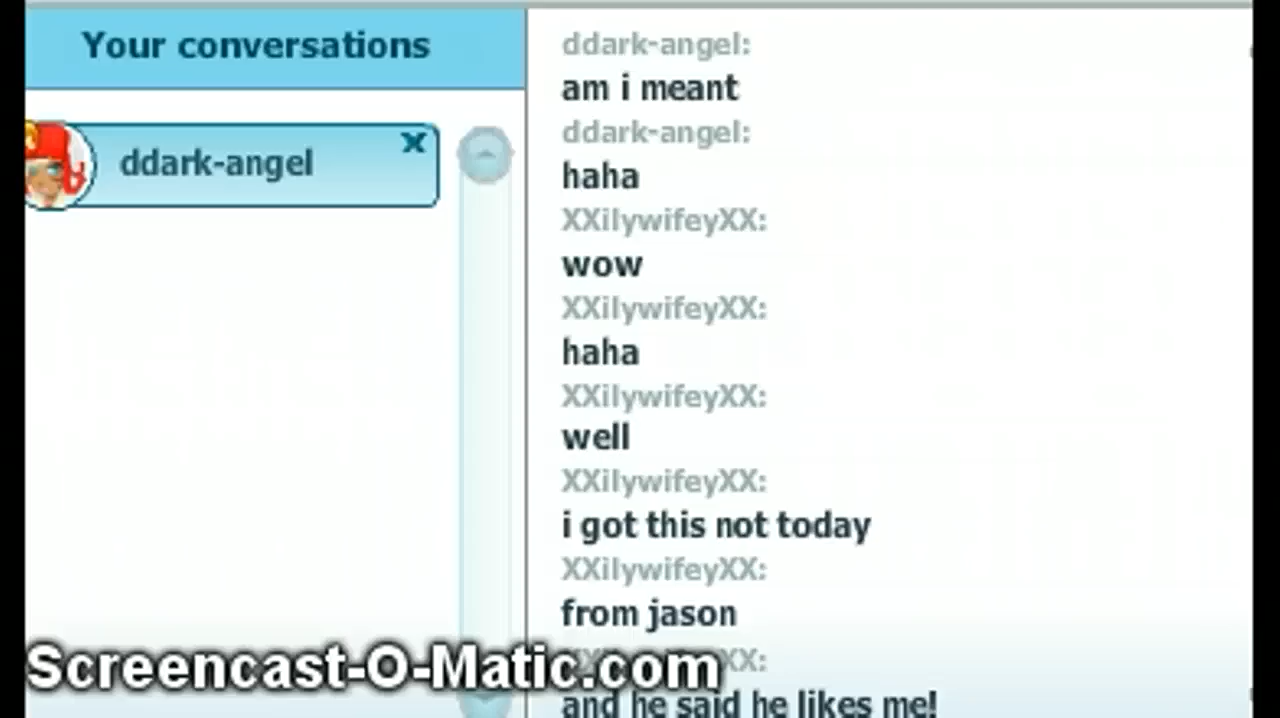 Your conversations
ddark-angel
ddark-angel:
am i meant
ddark-angel:
haha
XXilywifeyXX:
wow
XXilywifeyXX:
haha
XXilywifeyXX:
well
XXilywifeyXX:
i got this not today
XXilywifeyXX:
from jason
XX:
and he said he likes me!
Screencast-O-Matic.com